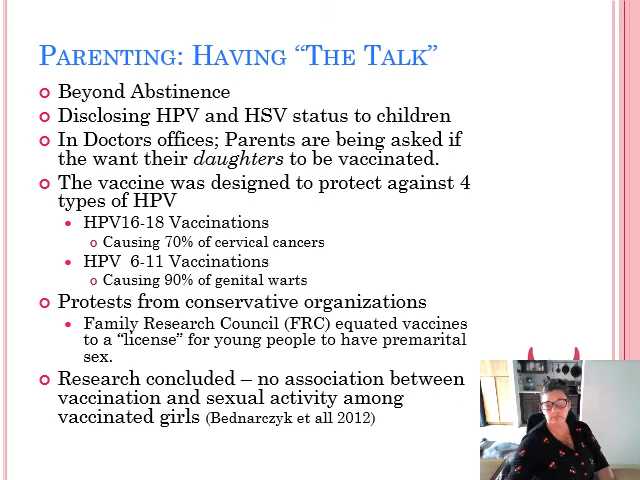 PARENTING: HAVING “THE TALK”
Beyond Abstinence
Disclosing HPV and HSV status to children
In Doctors offices; Parents are being asked if
the want their daughters to be vaccinated.
The vaccine was designed to protect against 4
types of HPV
HPV16-18 Vaccinations
Causing 70% of cervical cancers
HPV 6-11 Vaccinations
Causing 90% of genital warts
Protests from conservative organizations
Family Research Council (FRC) equated vaccines
to a “license” for young people to have premarital
sex.
Research concluded – no association between
vaccination and sexual activity among
vaccinated girls (Bednarczyk et all 2012)